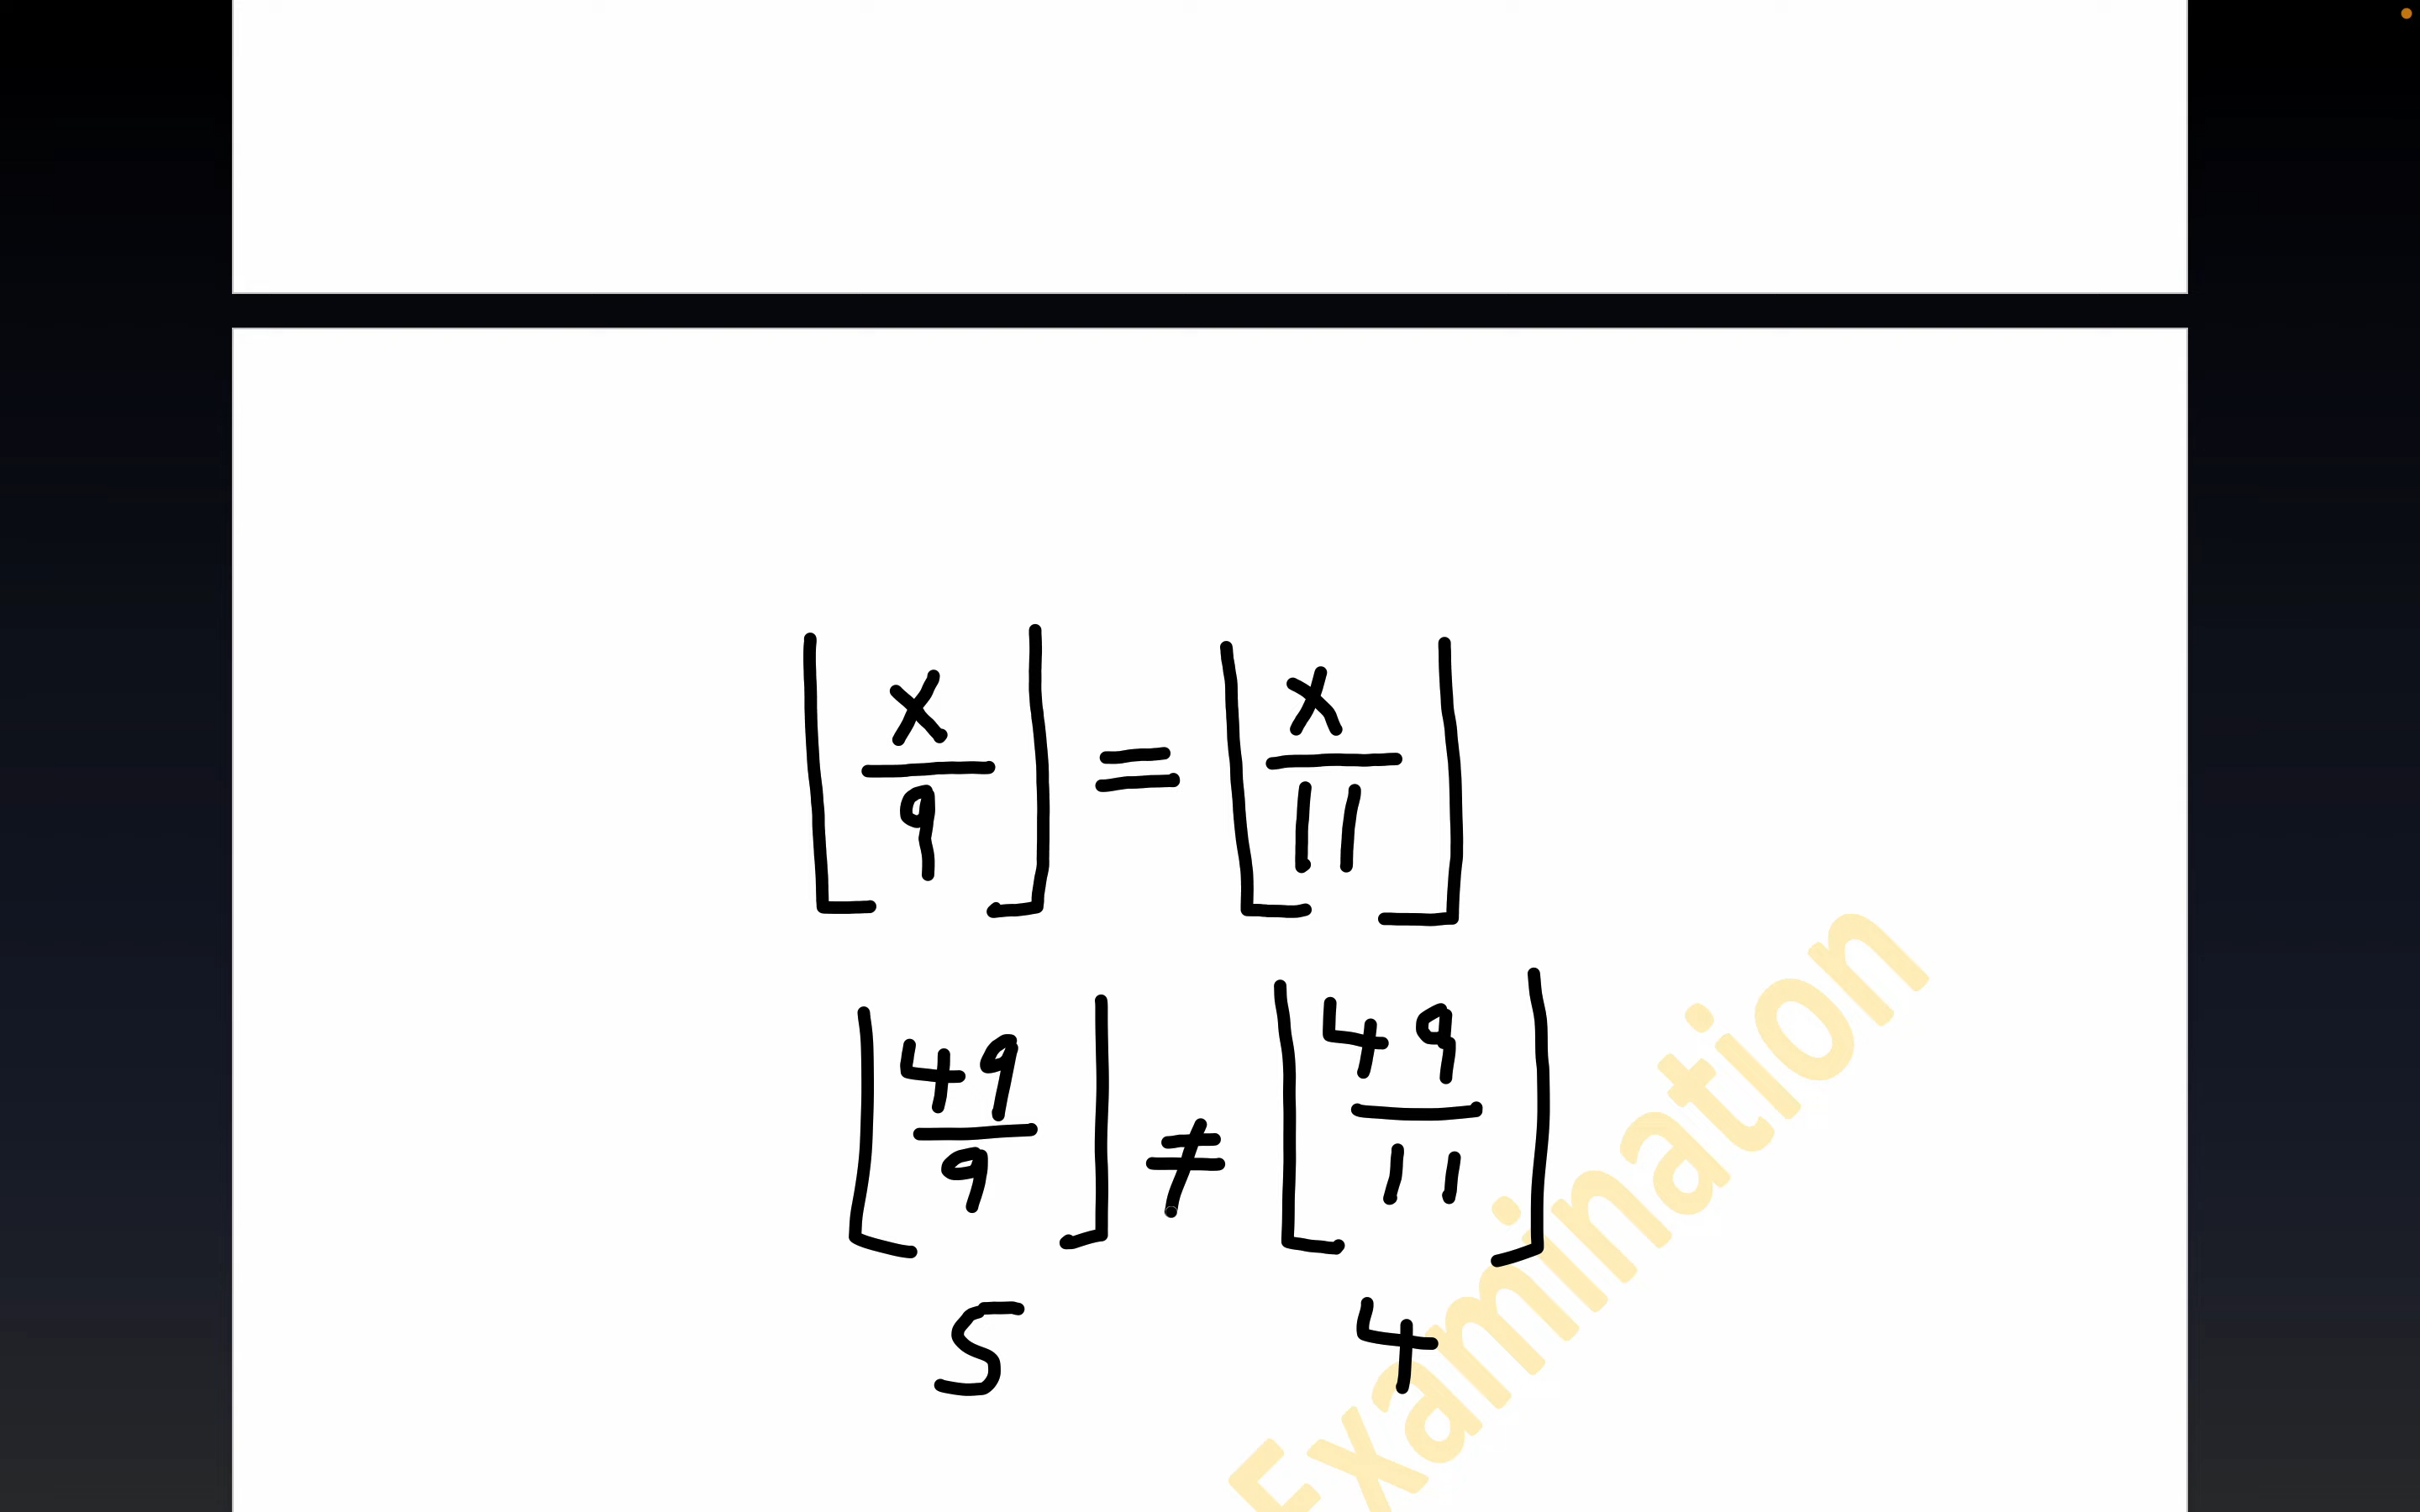 ⌊x/9⌋ = ⌊x/11⌋
⌊49/9⌋ ≠ ⌊49/11⌋
5 4
Examination